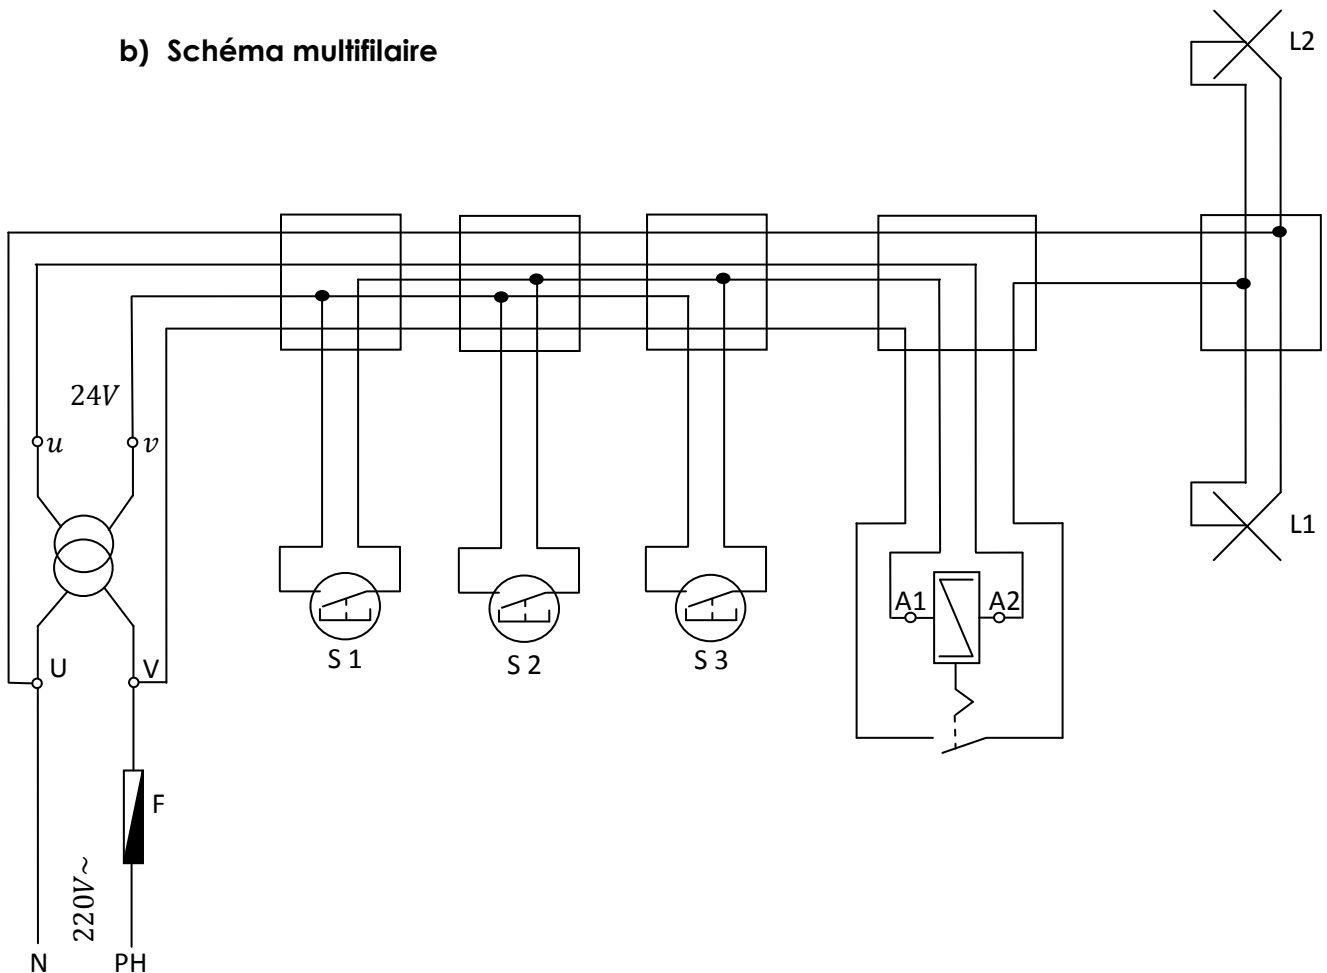 b) Schéma multifilaire
L2
24V
u v
L1
A1 A2
S 1 S 2 S 3
U V
F
220V~
N PH